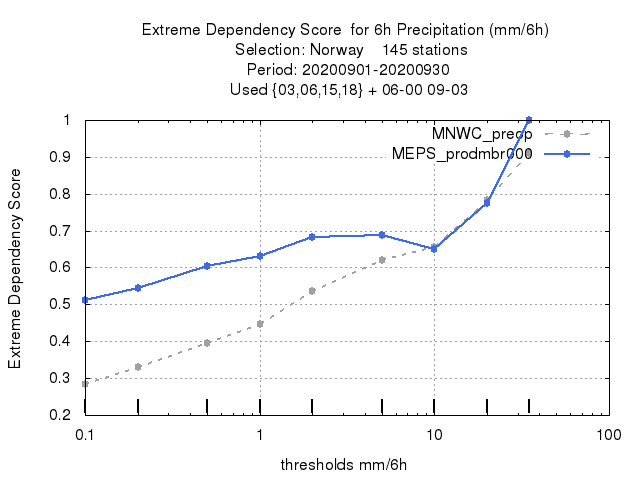 Extreme Dependency Score  for 6h Precipitation (mm/6h)
Selection: Norway    145 stations
Period: 20200901-20200930
Used {03,06,15,18} + 06-00 09-03
MNWC_precip
MEPS_prodmbr000
1
0.9
0.8
0.7
0.6
0.5
0.4
0.3
0.2
Extreme Dependency Score
0.1
1
10
100
thresholds mm/6h